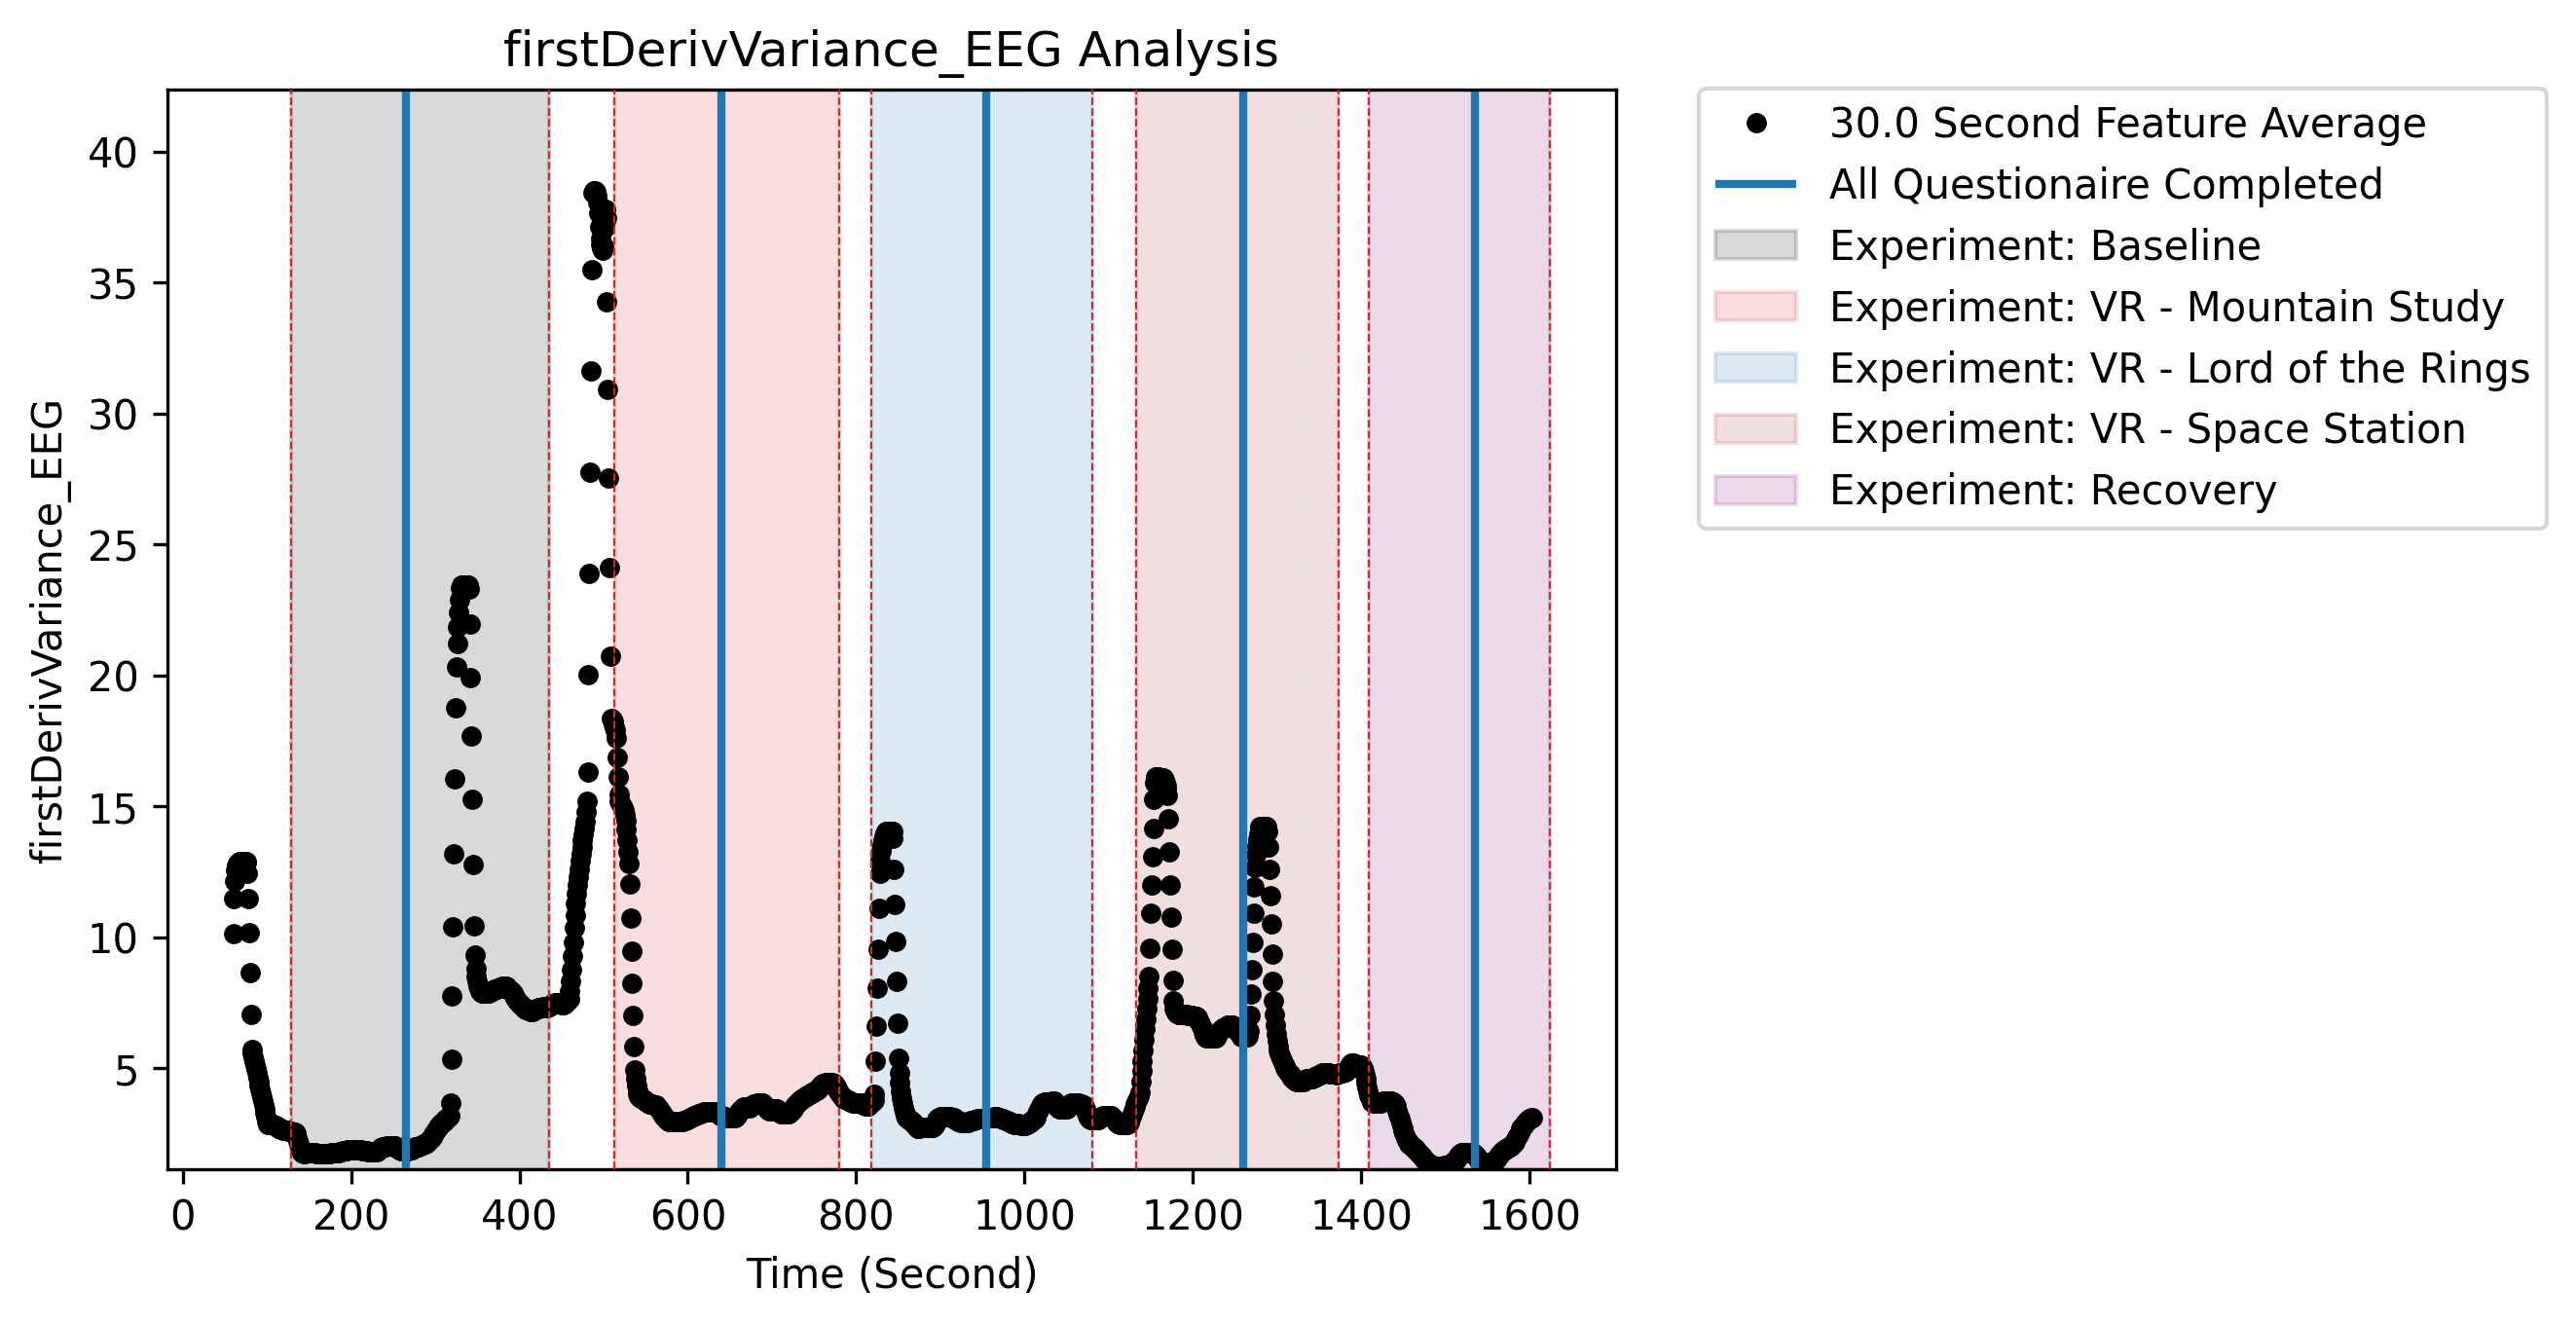 firstDerivVariance_EEG Analysis
firstDerivVariance_EEG
40
35
30
25
20
15
10
5
0
200
400
600
800
1000
1200
1400
1600
Time (Second)
30.0 Second Feature Average
All Questionaire Completed
Experiment: Baseline
Experiment: VR - Mountain Study
Experiment: VR - Lord of the Rings
Experiment: VR - Space Station
Experiment: Recovery